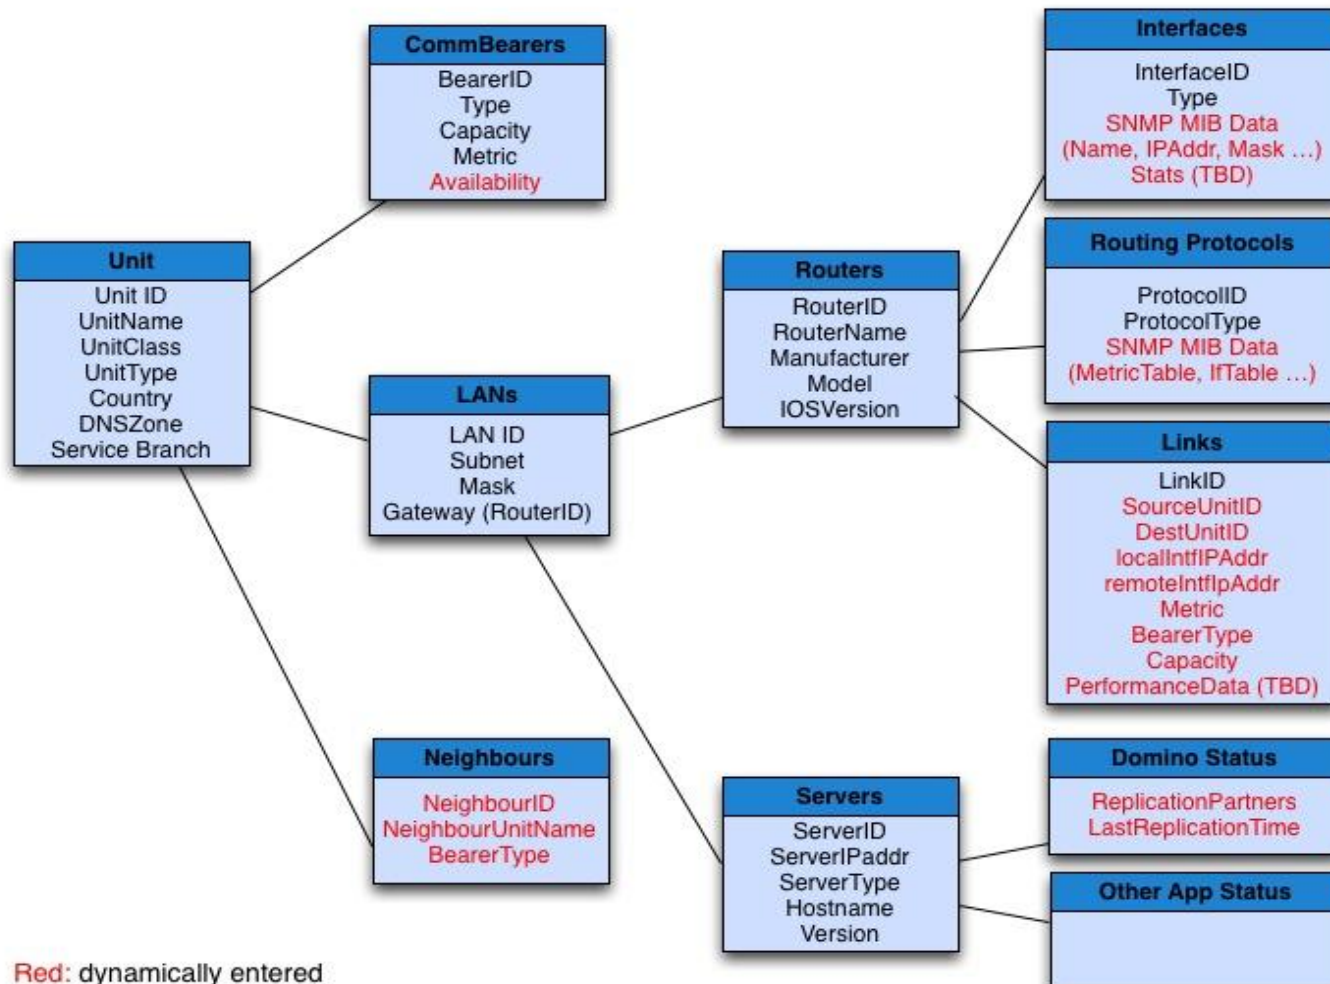 CommBearers
BearerID
Type
Capacity
Metric
Availability
Unit
Unit ID
UnitName
UnitClass
UnitType
Country
DNSZone
Service Branch
LANs
LAN ID
Subnet
Mask
Gateway (RouterID)
Neighbours
NeighbourID
NeighbourUnitName
BearerType
Routers
RouterID
RouterName
Manufacturer
Model
IOSVersion
Servers
ServerID
ServerIPaddr
ServerType
Hostname
Version
Interfaces
InterfaceID
Type
SNMP MIB Data
(Name, IPAddr, Mask ...)
Stats (TBD)
Routing Protocols
ProtocolID
ProtocolType
SNMP MIB Data
(MetricTable, IfTable ...)
Links
LinkID
SourceUnitID
DestUnitID
localIntfIPAddr
remoteIntfIpAddr
Metric
BearerType
Capacity
PerformanceData (TBD)
Domino Status
ReplicationPartners
LastReplicationTime
Other App Status
Red: dynamically entered